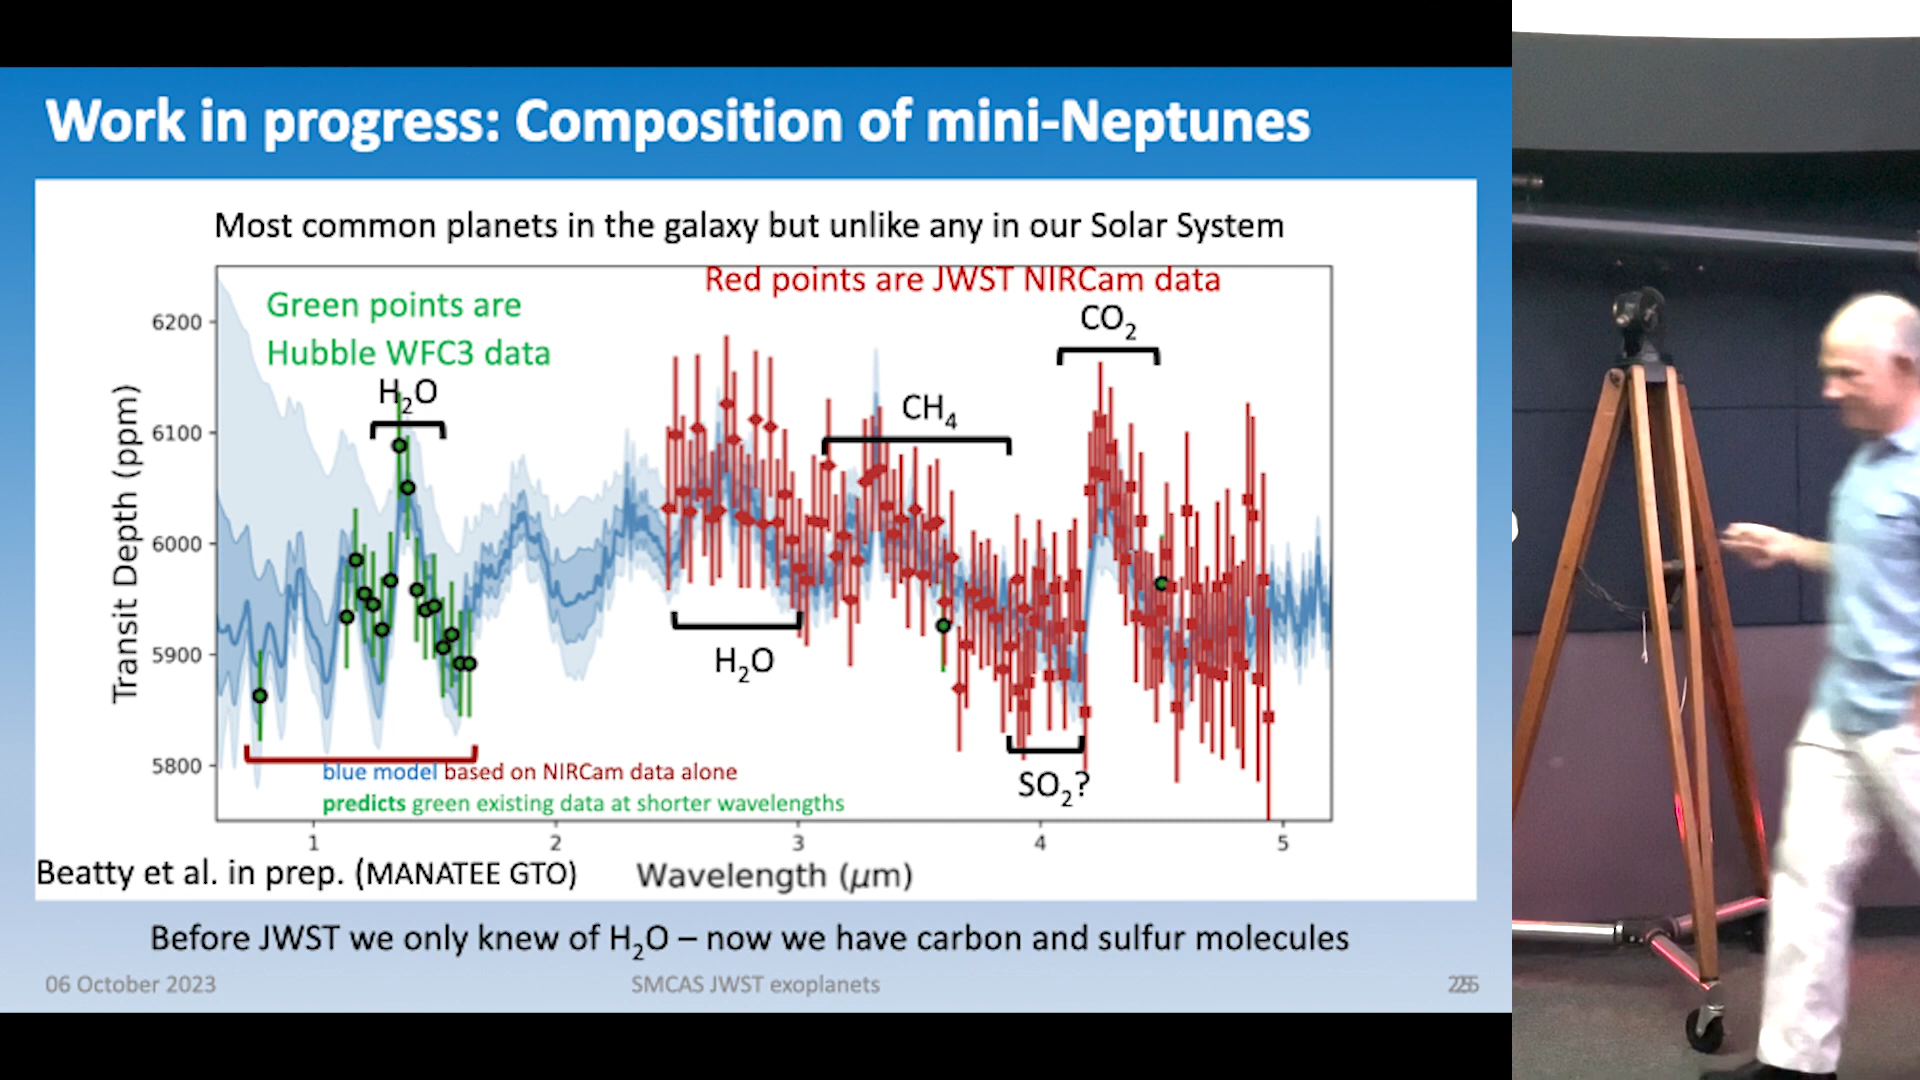 Work in progress: Composition of mini-Neptunes
Most common planets in the galaxy but unlike any in our Solar System
Red points are JWST NIRCam data
Green points are
Hubble WFC3 data
H₂O
CO₂
CH₄
H₂O
SO₂?
6200
6100
6000
5900
5800
Transit Depth (ppm)
blue model based on NIRCam data alone
predicts green existing data at shorter wavelengths
1 2 3 4 5
Wavelength (μm)
Beatty et al. in prep. (MANATEE GTO)
Before JWST we only knew of H₂O – now we have carbon and sulfur molecules
06 October 2023
SMCAS JWST exoplanets